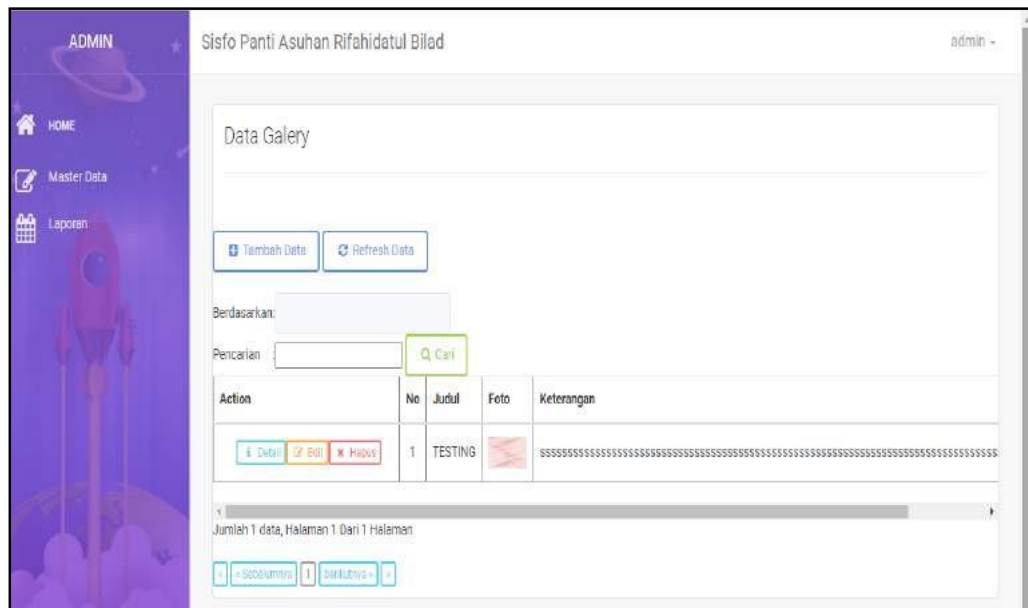 ADMIN
Sisfo Panti Asuhan Rifahidatul Bilad
admin
HOME
Master Data
Laporan
Data Galery
Tambah Data
Refresh Data
Berdasarkan:
Pencarian :
Cari
Action No Judul Foto Keterangan
Detail Edit Hapus 1 TESTING
Jumlah 1 data, Halaman 1 Dari 1 Halaman
« « Sebelumnya 1 berikutnya » »